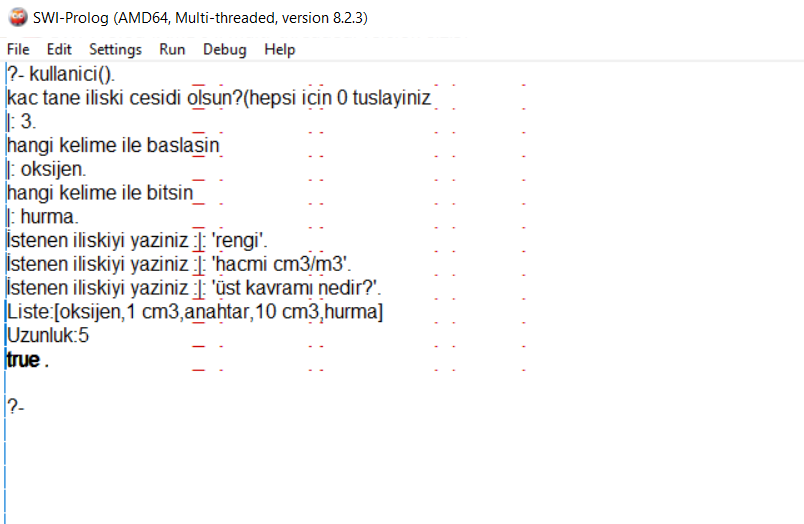 SWI-Prolog (AMD64, Multi-threaded, version 8.2.3)
File Edit Settings Run Debug Help
?- kullanici().
kac tane iliski cesidi olsun?(hepsi icin 0 tuslayiniz
|: 3.
hangi kelime ile baslasin
|: oksijen.
hangi kelime ile bitsin
|: hurma.
İstenen iliskiyi yaziniz :|: 'rengi'.
İstenen iliskiyi yaziniz :|: 'hacmi cm3/m3'.
İstenen iliskiyi yaziniz :|: 'üst kavramı nedir?'.
Liste:[oksijen,1 cm3,anahtar,10 cm3,hurma]
Uzunluk:5
true .
?-